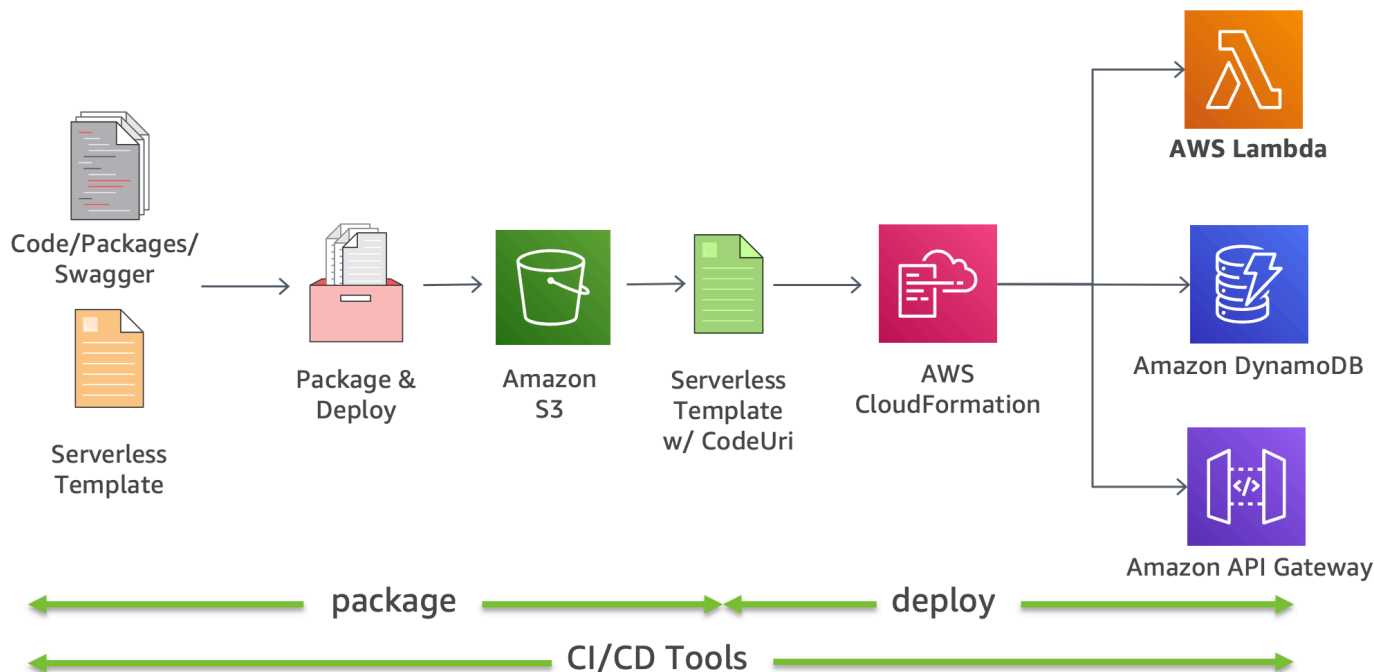 AWS Lambda
Code/Packages/
Swagger
Serverless
Template
Package &
Deploy
Amazon
S3
Serverless
Template
w/ CodeUri
AWS
CloudFormation
</>
Amazon DynamoDB
Amazon API Gateway
package
deploy
CI/CD Tools